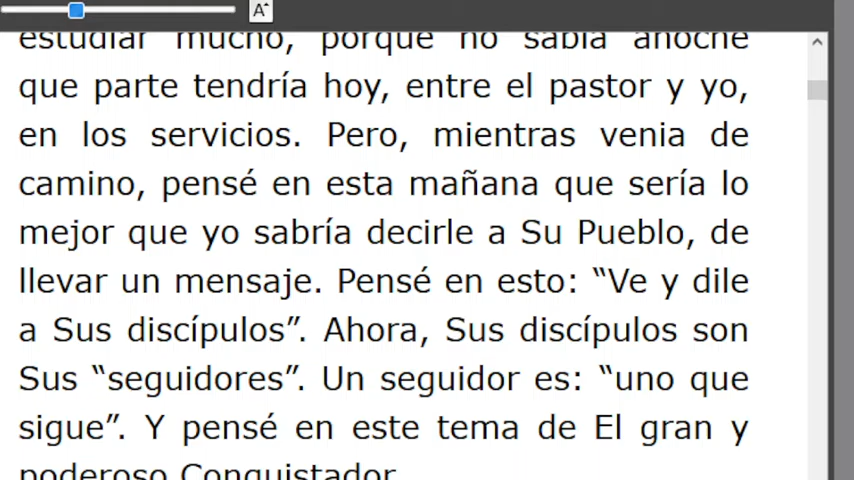 A
estudiar mucho, porque no sabía anoche
que parte tendría hoy, entre el pastor y yo,
en los servicios. Pero, mientras venia de
camino, pensé en esta mañana que sería lo
mejor que yo sabría decirle a Su Pueblo, de
llevar un mensaje. Pensé en esto: “Ve y dile
a Sus discípulos”. Ahora, Sus discípulos son
Sus “seguidores”. Un seguidor es: “uno que
sigue”. Y pensé en este tema de El gran y
poderoso Conquistador.